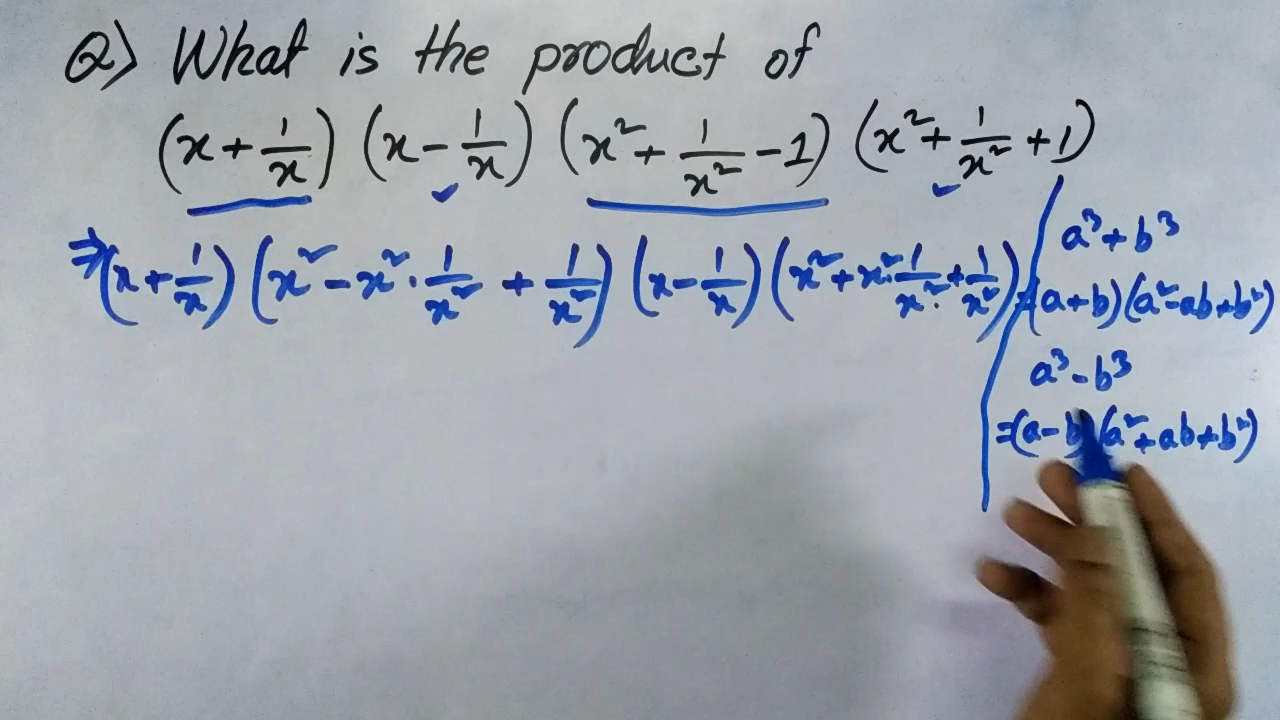 Q) What is the product of
(x + 1/x) (x - 1/x) (x² + 1/x² - 1) (x² + 1/x² + 1)
⇒ (x + 1/x) (x² - x² · 1/x² + 1/x²) (x - 1/x) (x² + x² · 1/x² + 1/x²)
a³ + b³
= (a + b) (a² - ab + b²)
a³ - b³
= (a - b) (a² + ab + b²)